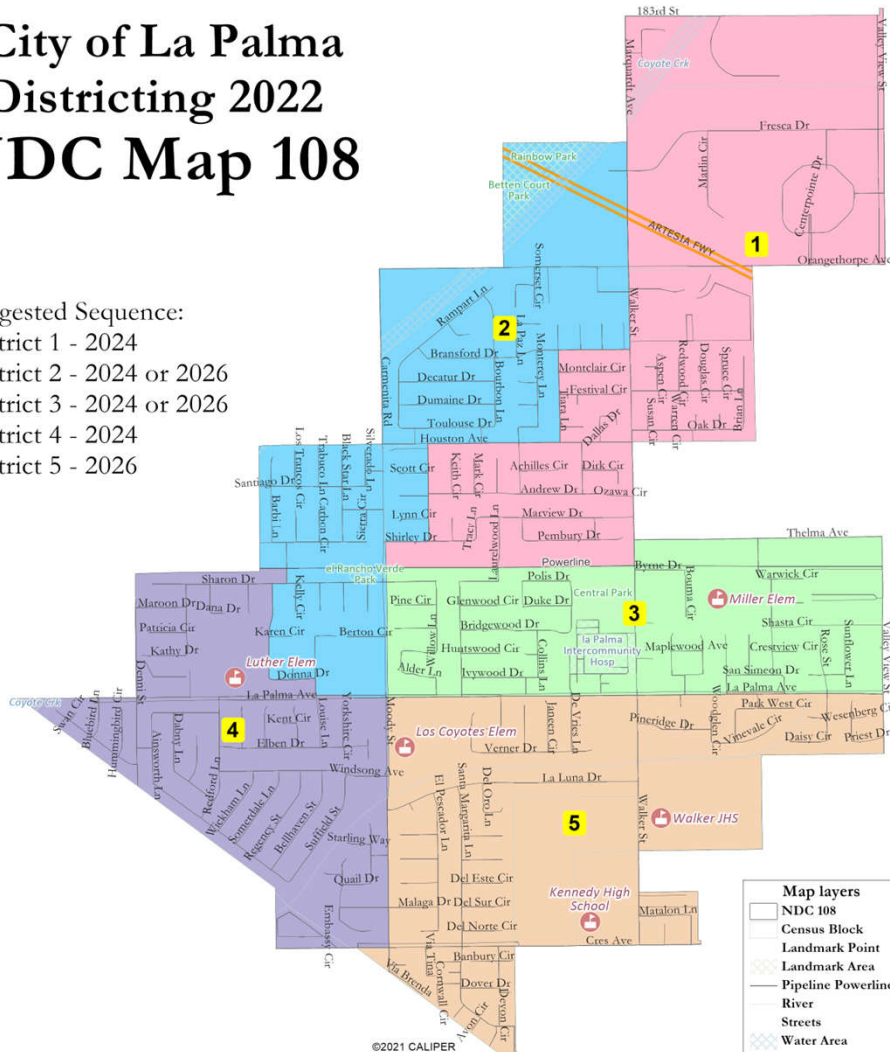 City of La Palma
Districting 2022
NDC Map 108
gested Sequence:
trict 1 - 2024
trict 2 - 2024 or 2026
trict 3 - 2024 or 2026
trict 4 - 2024
trict 5 - 2026
183rd St
Marquardt Ave
Coyote Crk
Valley View St
Fresca Dr
Marlin Cir
Centerpointe Dr
Rainbow Park
Betten Court
Park
ARTESIA FWY
1
Orangethorpe Ave
Somerset Cir
Rampart Ln
2
La Paz Ln
Walker St
Bransford Dr
Monterey Ln
Carmenita Rd
Decatur Dr
Bourbon Ln
Dumaine Dr
Toulouse Dr
Houston Ave
Montclair Cir
Festival Cir
Tiara Ln
Dallas Dr
Aspen Cir
Redwood Cir
Douglas Cir
Spruce Cir
Susan Cir
Warren Cir
Oak Dr
Santiago Dr
Los Trancos Cir
Trabuco Ln
Black Star Ln
Silverado Ln
Barbi Ln
Carbon Cir
Sierra Cir
Scott Cir
Lynn Cir
Shirley Dr
Keith Cir
Mark Cir
Achilles Cir
Dirk Cir
Andrew Dr
Ozawa Cir
Marview Dr
Tracy Ln
Laurelwood Ln
Pembury Dr
Powerline
Thelma Ave
el Rancho Verde
Park
Sharon Dr
Maroon Dr
Dana Dr
Patricia Cir
Kathy Dr
Kelly Cir
Karen Cir
Berton Cir
Luther Elem
Donna Dr
Denni St
Polis Dr
Pine Cir
Glenwood Cir
Duke Dr
Central Park
Byrne Dr
Bouma Cir
Warwick Cir
Miller Elem
3
Bridgewood Dr
Willow Ln
Huntswood Cir
Collins Ln
la Palma
Intercommunity
Hosp
Maplewood Ave
Shasta Cir
Crestview Cir
Rose St
Sunflower Ln
Valley View St
Alder Ln
Ivywood Dr
San Simeon Dr
La Palma Ave
La Palma Ave
Coyote crk
Swan Cir
Bluebird Ln
Hummingbird Cir
Dabny Ln
Ainsworth Ln
4
Kent Cir
Louise Ln
Yorkshire Cir
Elben Dr
Moody St
Redford Ln
Windsong Ave
Wickham Ln
Somerdale Ln
Regency St
Bellhaven St
Suffield St
Starling Way
Quail Dr
Embassy Cir
Los Coyotes Elem
Verner Dr
Janeen Cir
De Vries Ln
Pineridge Dr
Woodglen Cir
Park West Cir
Vinevale Cir
Wesenberg Ci
Daisy Cir
Priest Dr
La Luna Dr
El Pescador Ln
Santa Margarita Ln
Del Oro Ln
5
Walker St
Walker JHS
Del Este Cir
Malaga Dr
Del Sur Cir
Kennedy High
School
Del Norte Cir
Matalon Ln
Cres Ave
Via Tina
Banbury Cir
Via Brenda
Cornwall Cir
Dover Dr
Devon Cir
Avon Cir
Map layers
NDC 108
Census Block
Landmark Point
Landmark Area
Pipeline Powerline
River
Streets
Water Area
©2021 CALIPER